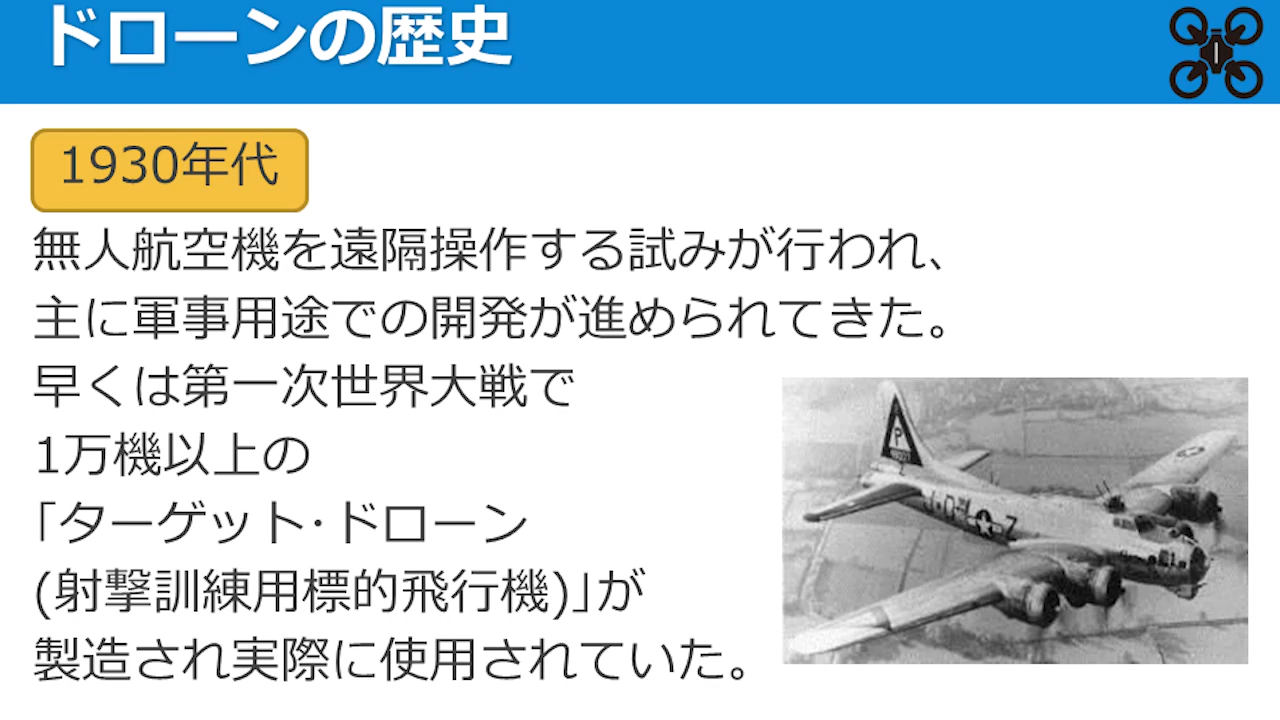 ドローンの歴史
1930年代
無人航空機を遠隔操作する試みが行われ、
主に軍事用途での開発が進められてきた。
早くは第一次世界大戦で
1万機以上の
「ターゲット・ドローン
(射撃訓練用標的飛行機)」が
製造され実際に使用されていた。
P
Z